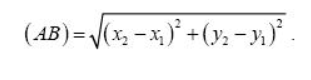 (AB)=√((x₂−x₁)²+(y₂−y₁)²) .